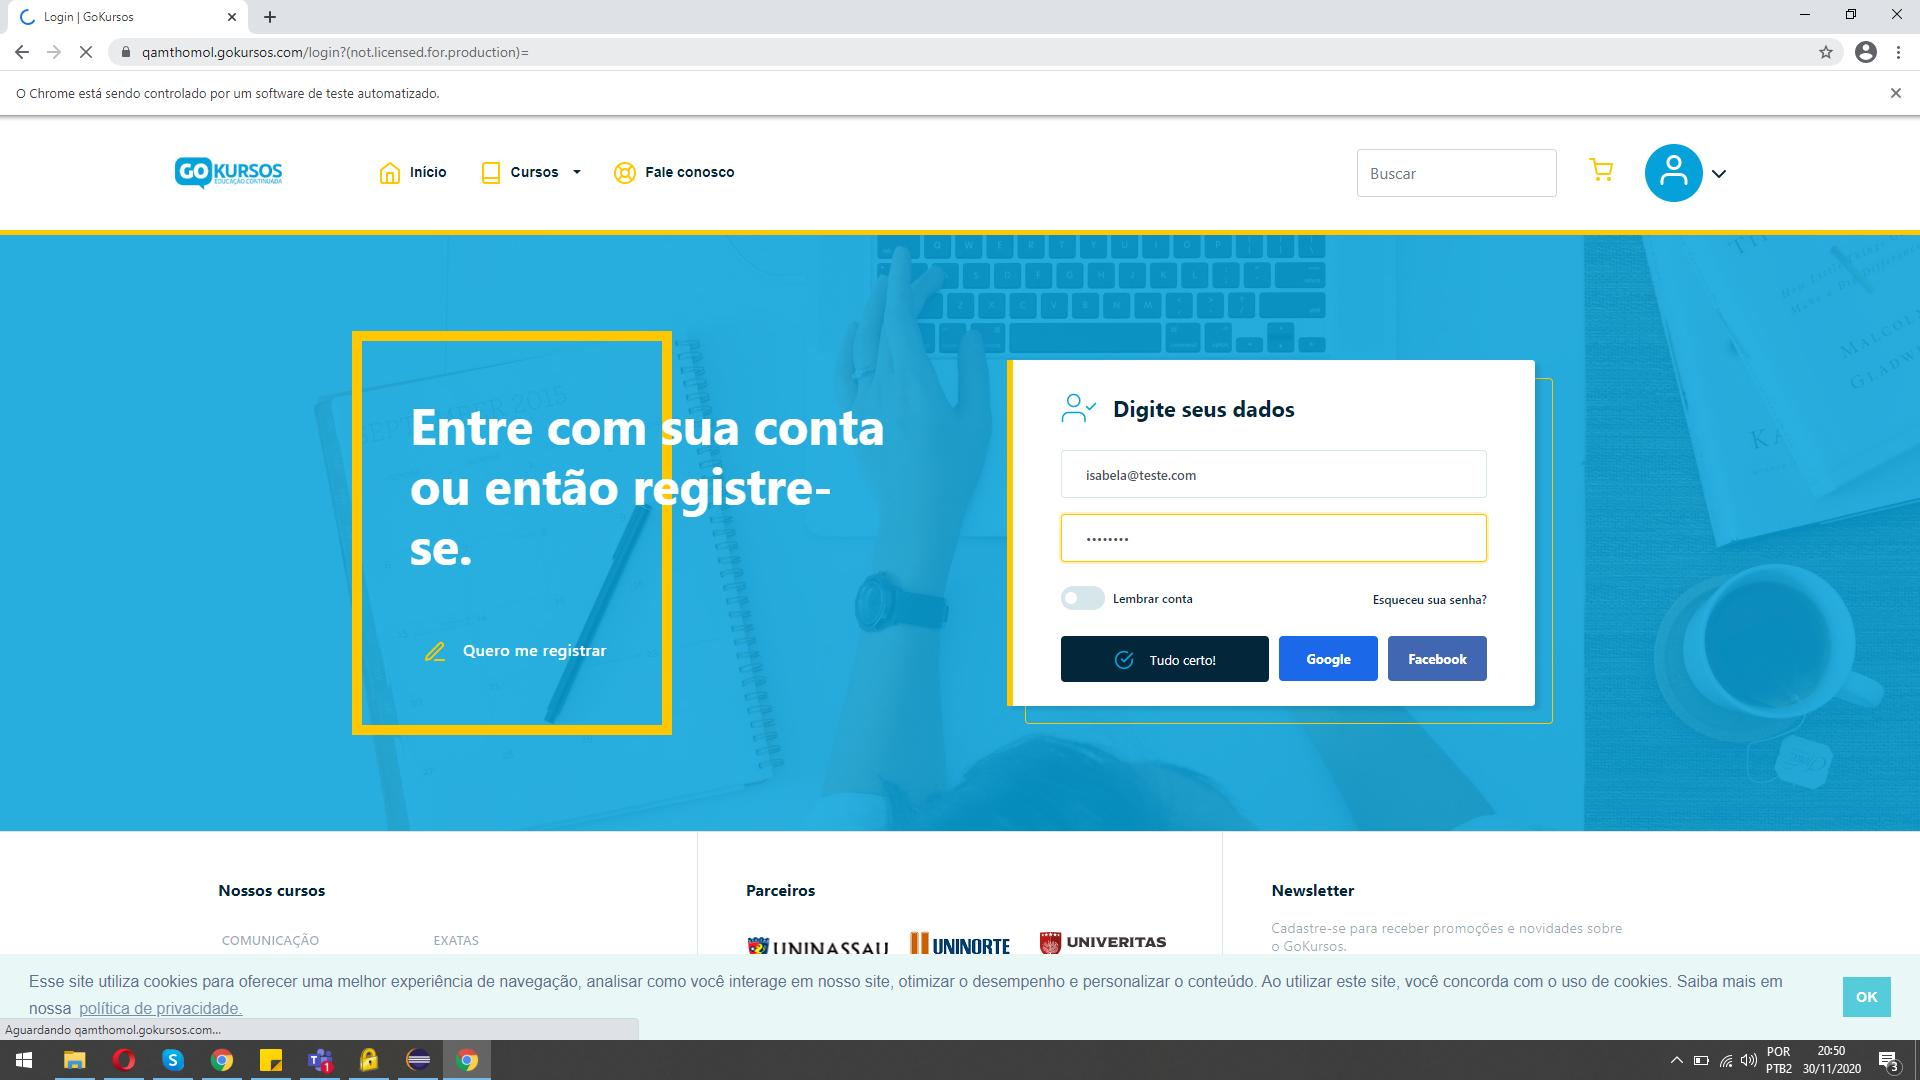 Login | GoKursos
qamthomol.gokursos.com/login?(not.licensed.for.production)=
O Chrome está sendo controlado por um software de teste automatizado.
GOKURSOS
EDUCAÇÃO CONTINUADA
Início
Cursos
Fale conosco
Buscar
Entre com sua conta
ou então registre-
se.
Quero me registrar
Digite seus dados
isabela@teste.com
••••••••
Lembrar conta
Esqueceu sua senha?
Tudo certo!
Google
Facebook
Nossos cursos
COMUNICAÇÃO
EXATAS
Parceiros
UNINASSAU
UNINORTE
UNIVERITAS
Newsletter
Cadastre-se para receber promoções e novidades sobre
o GoKursos.
Esse site utiliza cookies para oferecer uma melhor experiência de navegação, analisar como você interage em nosso site, otimizar o desempenho e personalizar o conteúdo. Ao utilizar este site, você concorda com o uso de cookies. Saiba mais em
nossa política de privacidade.
OK
Aguardando qamthomol.gokursos.com...
1
POR
PTB2
20:50
30/11/2020
3